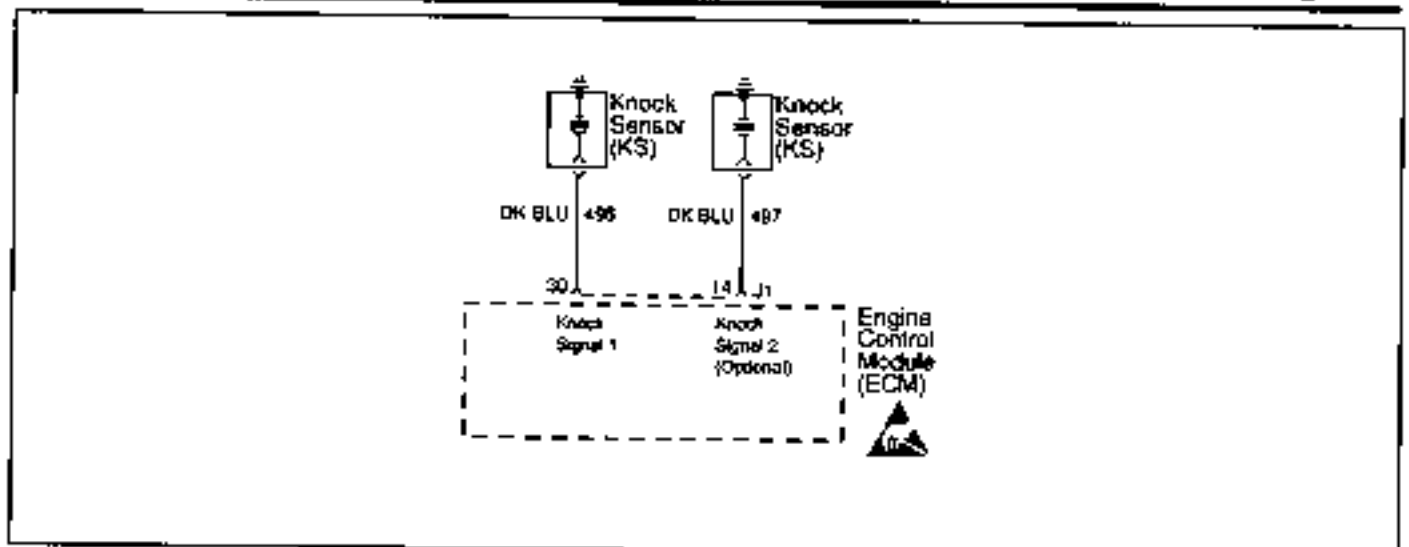 Knock
Sensor
(KS)
Knock
Sensor
(KS)
DK BLU 496
DK BLU 497
30
14 J1
Knock
Signal 1
Knock
Signal 2
(Optional)
Engine
Control
Module
(ECM)